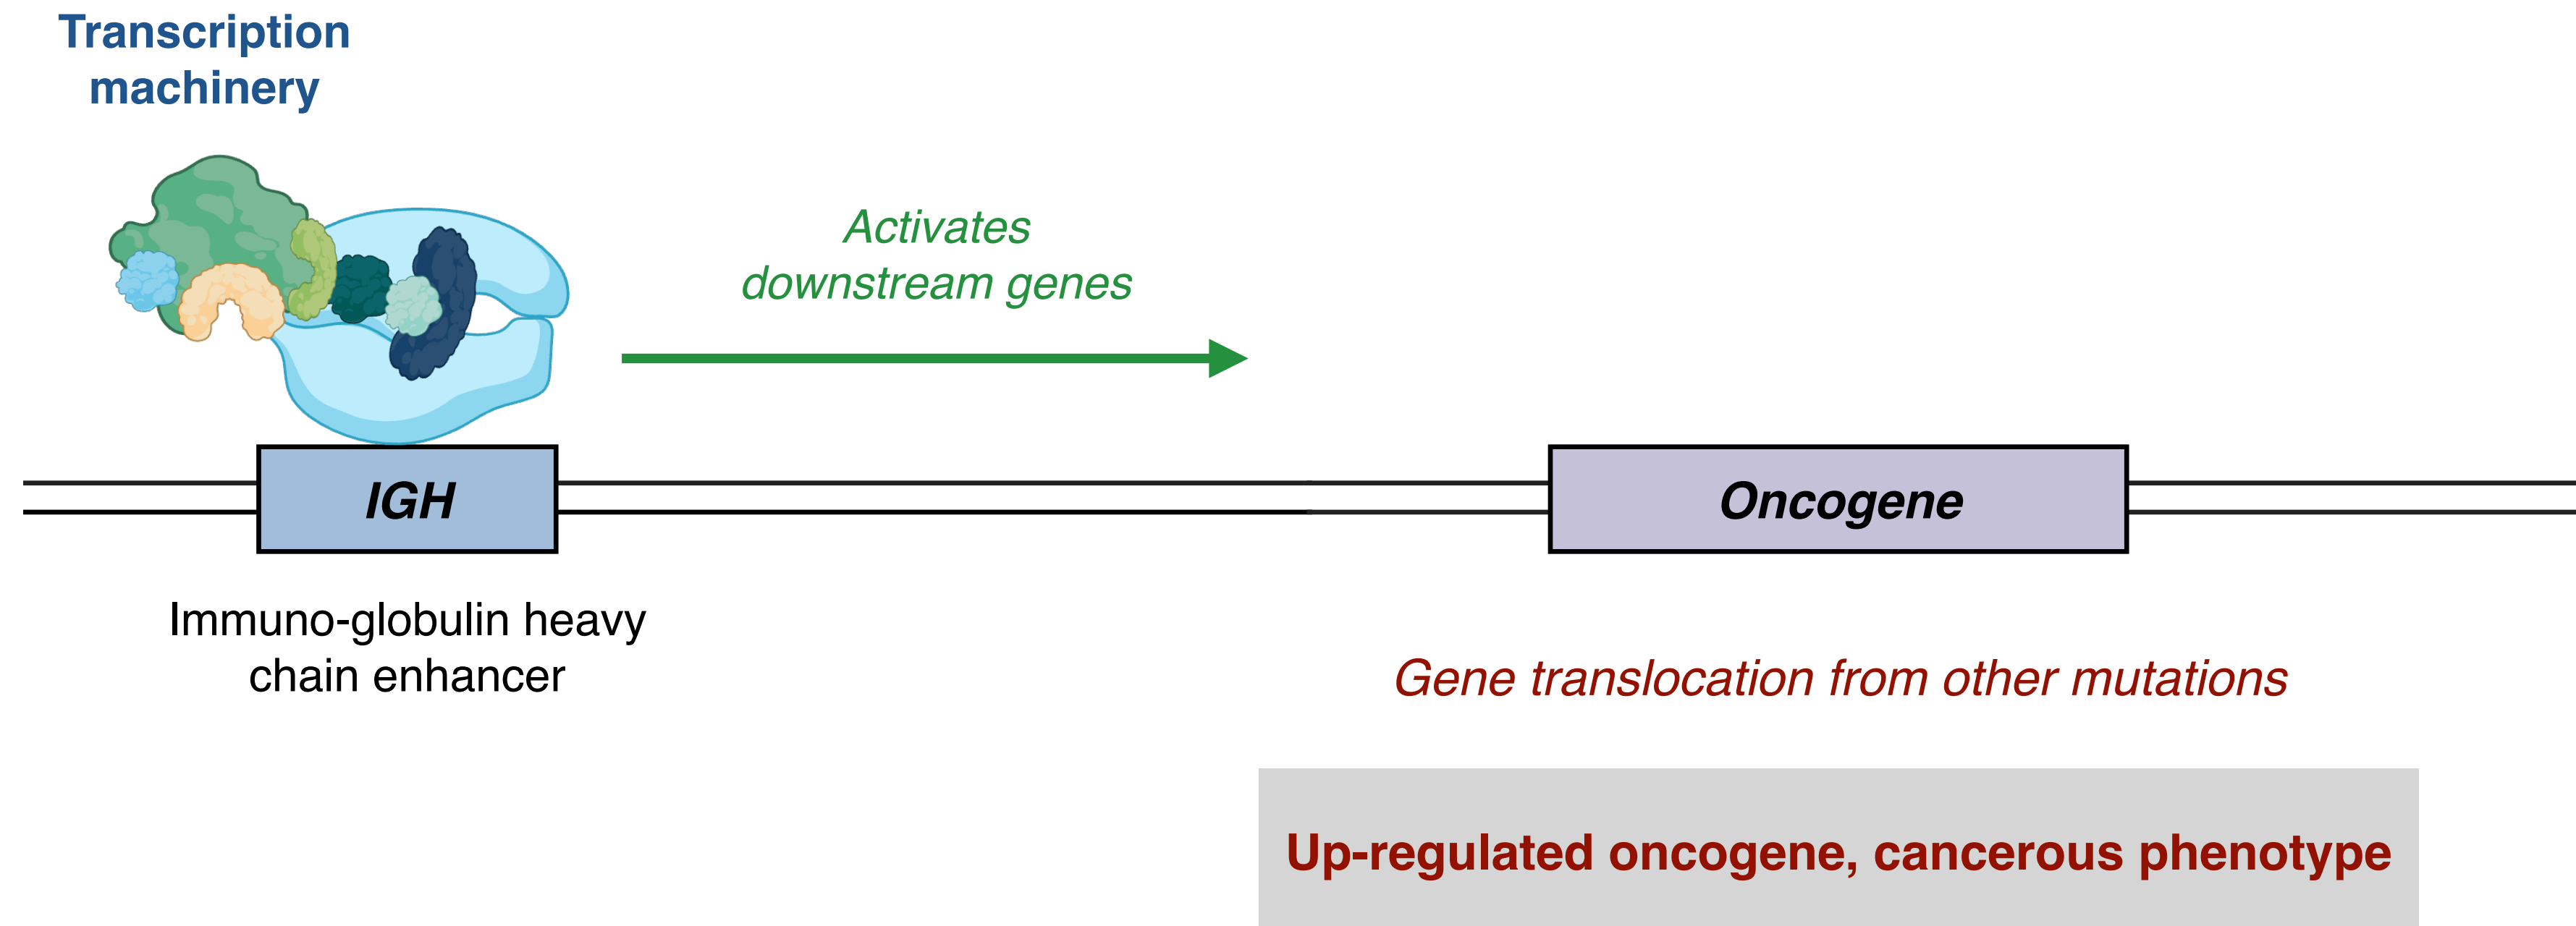 Transcription
machinery
Activates
downstream genes
IGH
Oncogene
Immuno-globulin heavy
chain enhancer
Gene translocation from other mutations
Up-regulated oncogene, cancerous phenotype